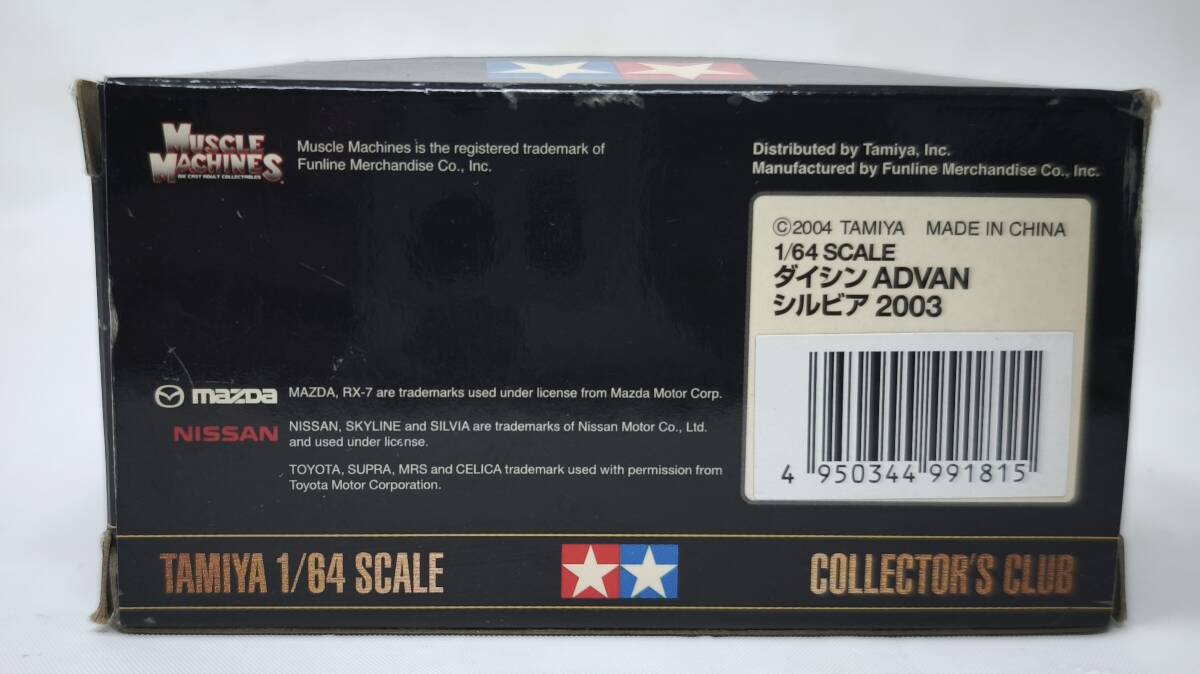 MUSCLE
MACHINES
DIE CAST ADULT COLLECTABLES
Muscle Machines is the registered trademark of
Funline Merchandise Co., Inc.
Distributed by Tamiya, Inc.
Manufactured by Funline Merchandise Co., Inc.
©2004 TAMIYA MADE IN CHINA
1/64 SCALE
ダイシン ADVAN
シルビア 2003
4 950344 991815
mazda
MAZDA, RX-7 are trademarks used under license from Mazda Motor Corp.
NISSAN
NISSAN, SKYLINE and SILVIA are trademarks of Nissan Motor Co., Ltd.
and used under license.
TOYOTA, SUPRA, MRS and CELICA trademark used with permission from
Toyota Motor Corporation.
TAMIYA 1/64 SCALE
COLLECTOR'S CLUB